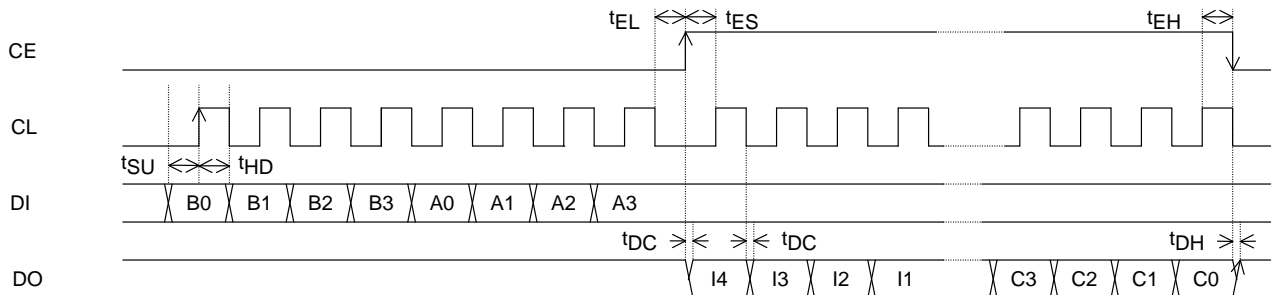 tEL tES tEH
CE
CL
tSU tHD
DI B0 B1 B2 B3 A0 A1 A2 A3
tDC tDC tDH
DO I4 I3 I2 I1 C3 C2 C1 C0